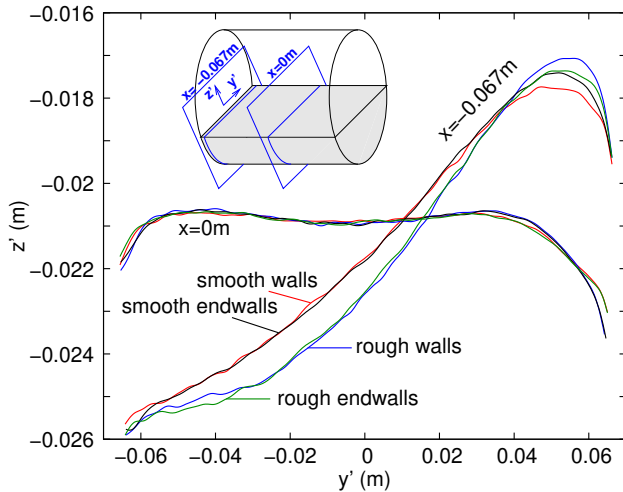 −0.016
−0.018
−0.02
−0.022
−0.024
−0.026
z' (m)
x= −0.067m
x=0m
z'
y'
x=−0.067m
x=0m
smooth walls
smooth endwalls
rough walls
rough endwalls
−0.06 −0.04 −0.02 0 0.02 0.04 0.06
y' (m)